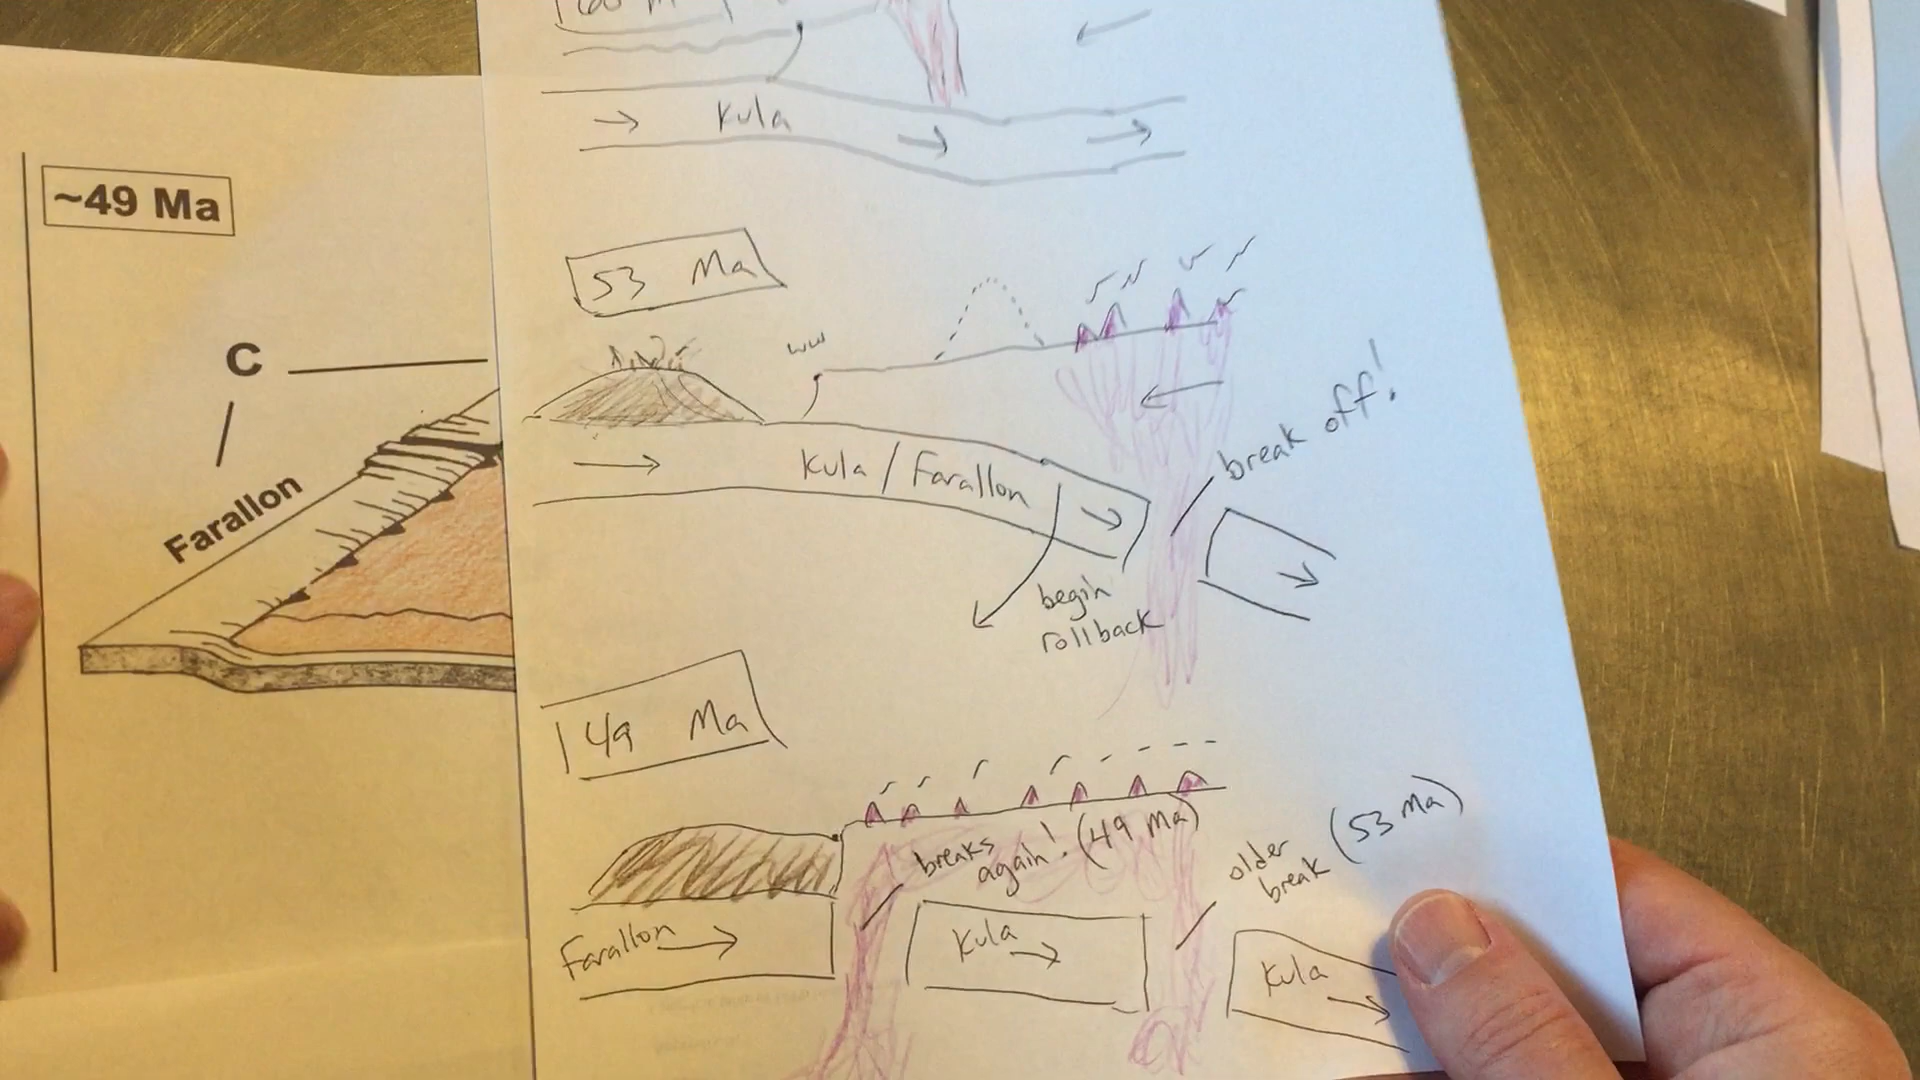 ~49 Ma
C
Farallon
Kula
53 Ma
ww
break off!
Kula / Farallon
begin
rollback
49 Ma
breaks
again! (49 Ma)
older
break (53 Ma)
Farallon
Kula
Kula